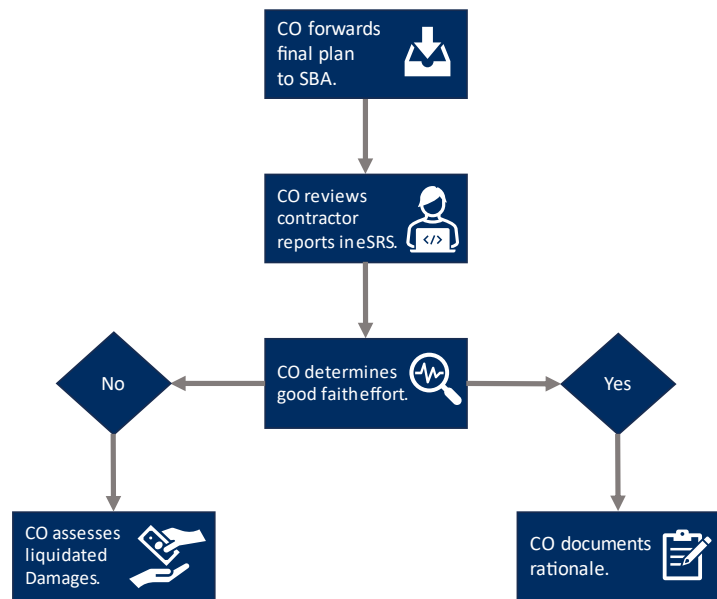 CO forwards
final plan
to SBA.
CO reviews
contractor
reports in eSRS.
</>
CO determines
good faith effort.
No
Yes
CO assesses
liquidated
Damages.
CO documents
rationale.